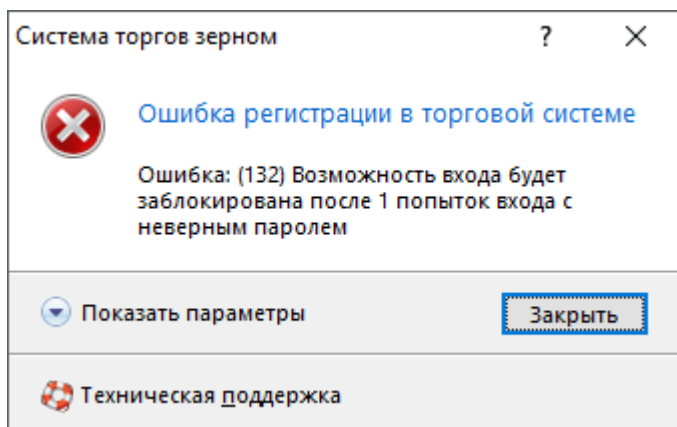 Система торгов зерном ?
Ошибка регистрации в торговой системе
Ошибка: (132) Возможность входа будет
заблокирована после 1 попыток входа с
неверным паролем
Показать параметры
Закрыть
Техническая поддержка